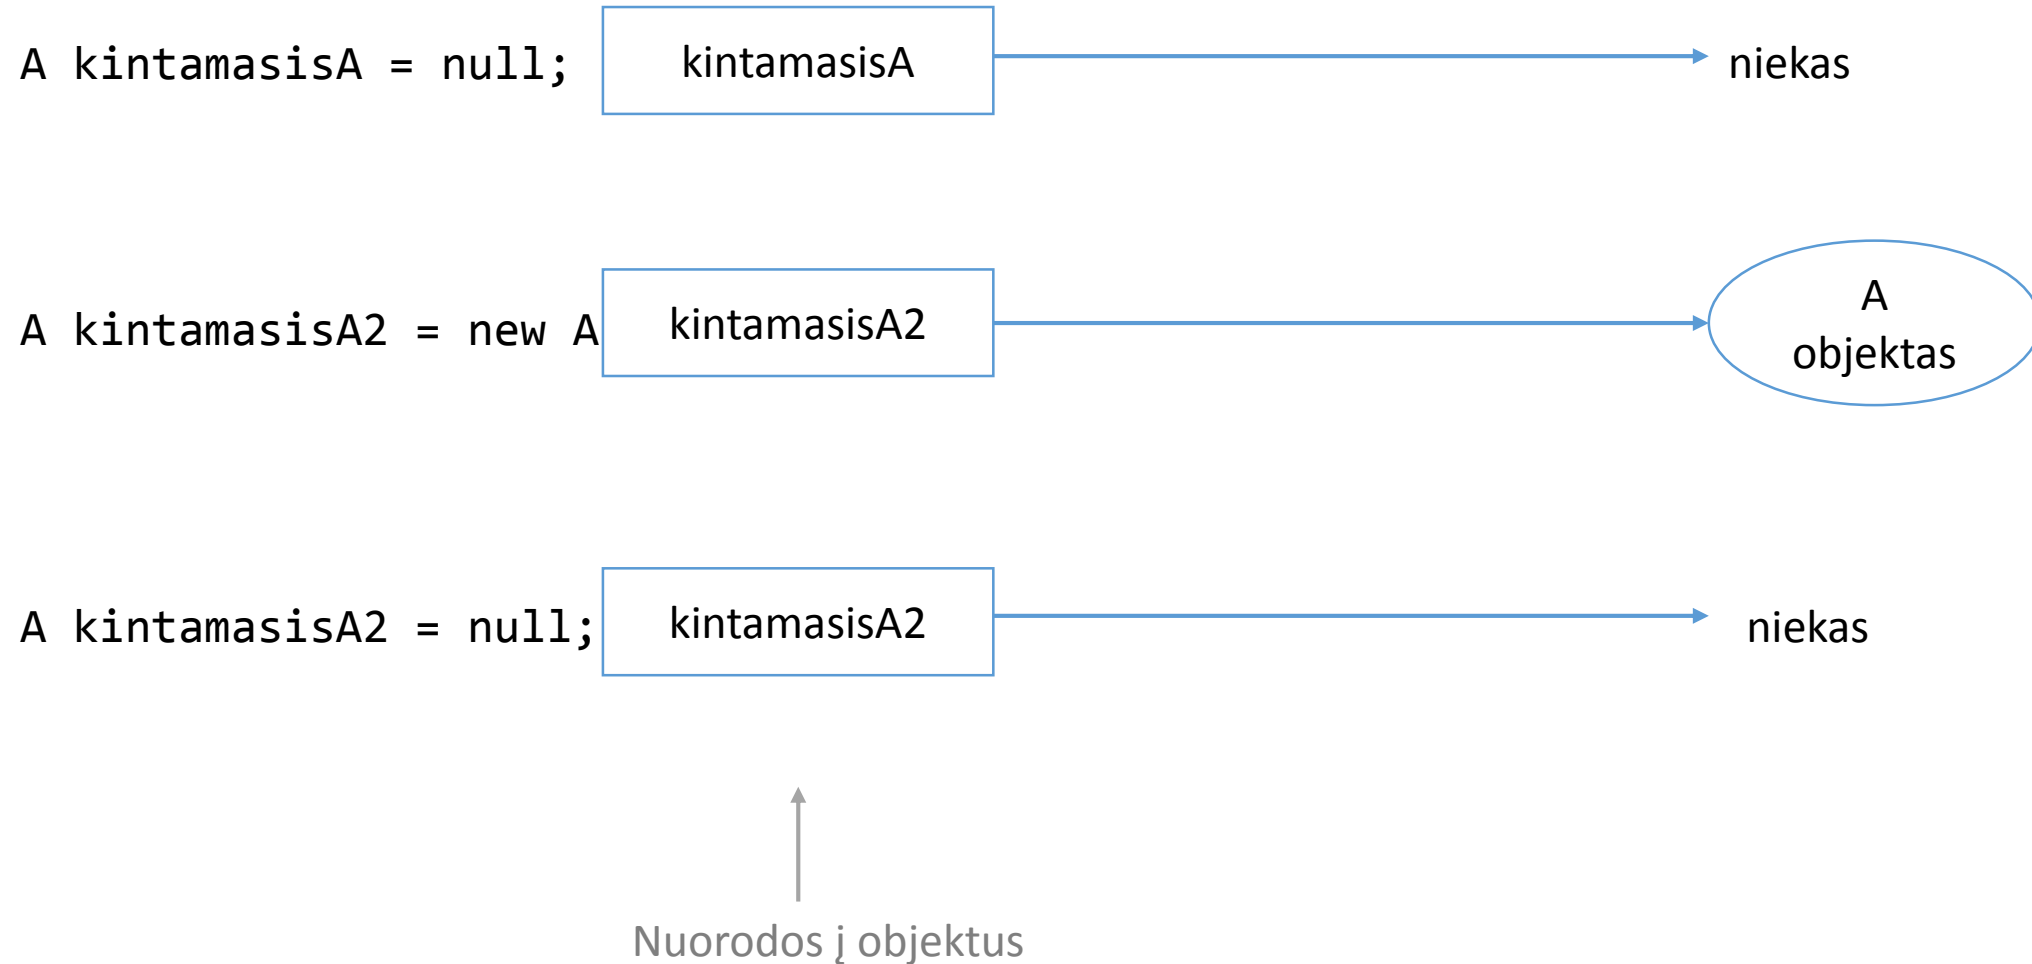 A kintamasisA = null;
kintamasisA
niekas
A kintamasisA2 = new A
kintamasisA2
A
objektas
A kintamasisA2 = null;
kintamasisA2
niekas
Nuorodos į objektus